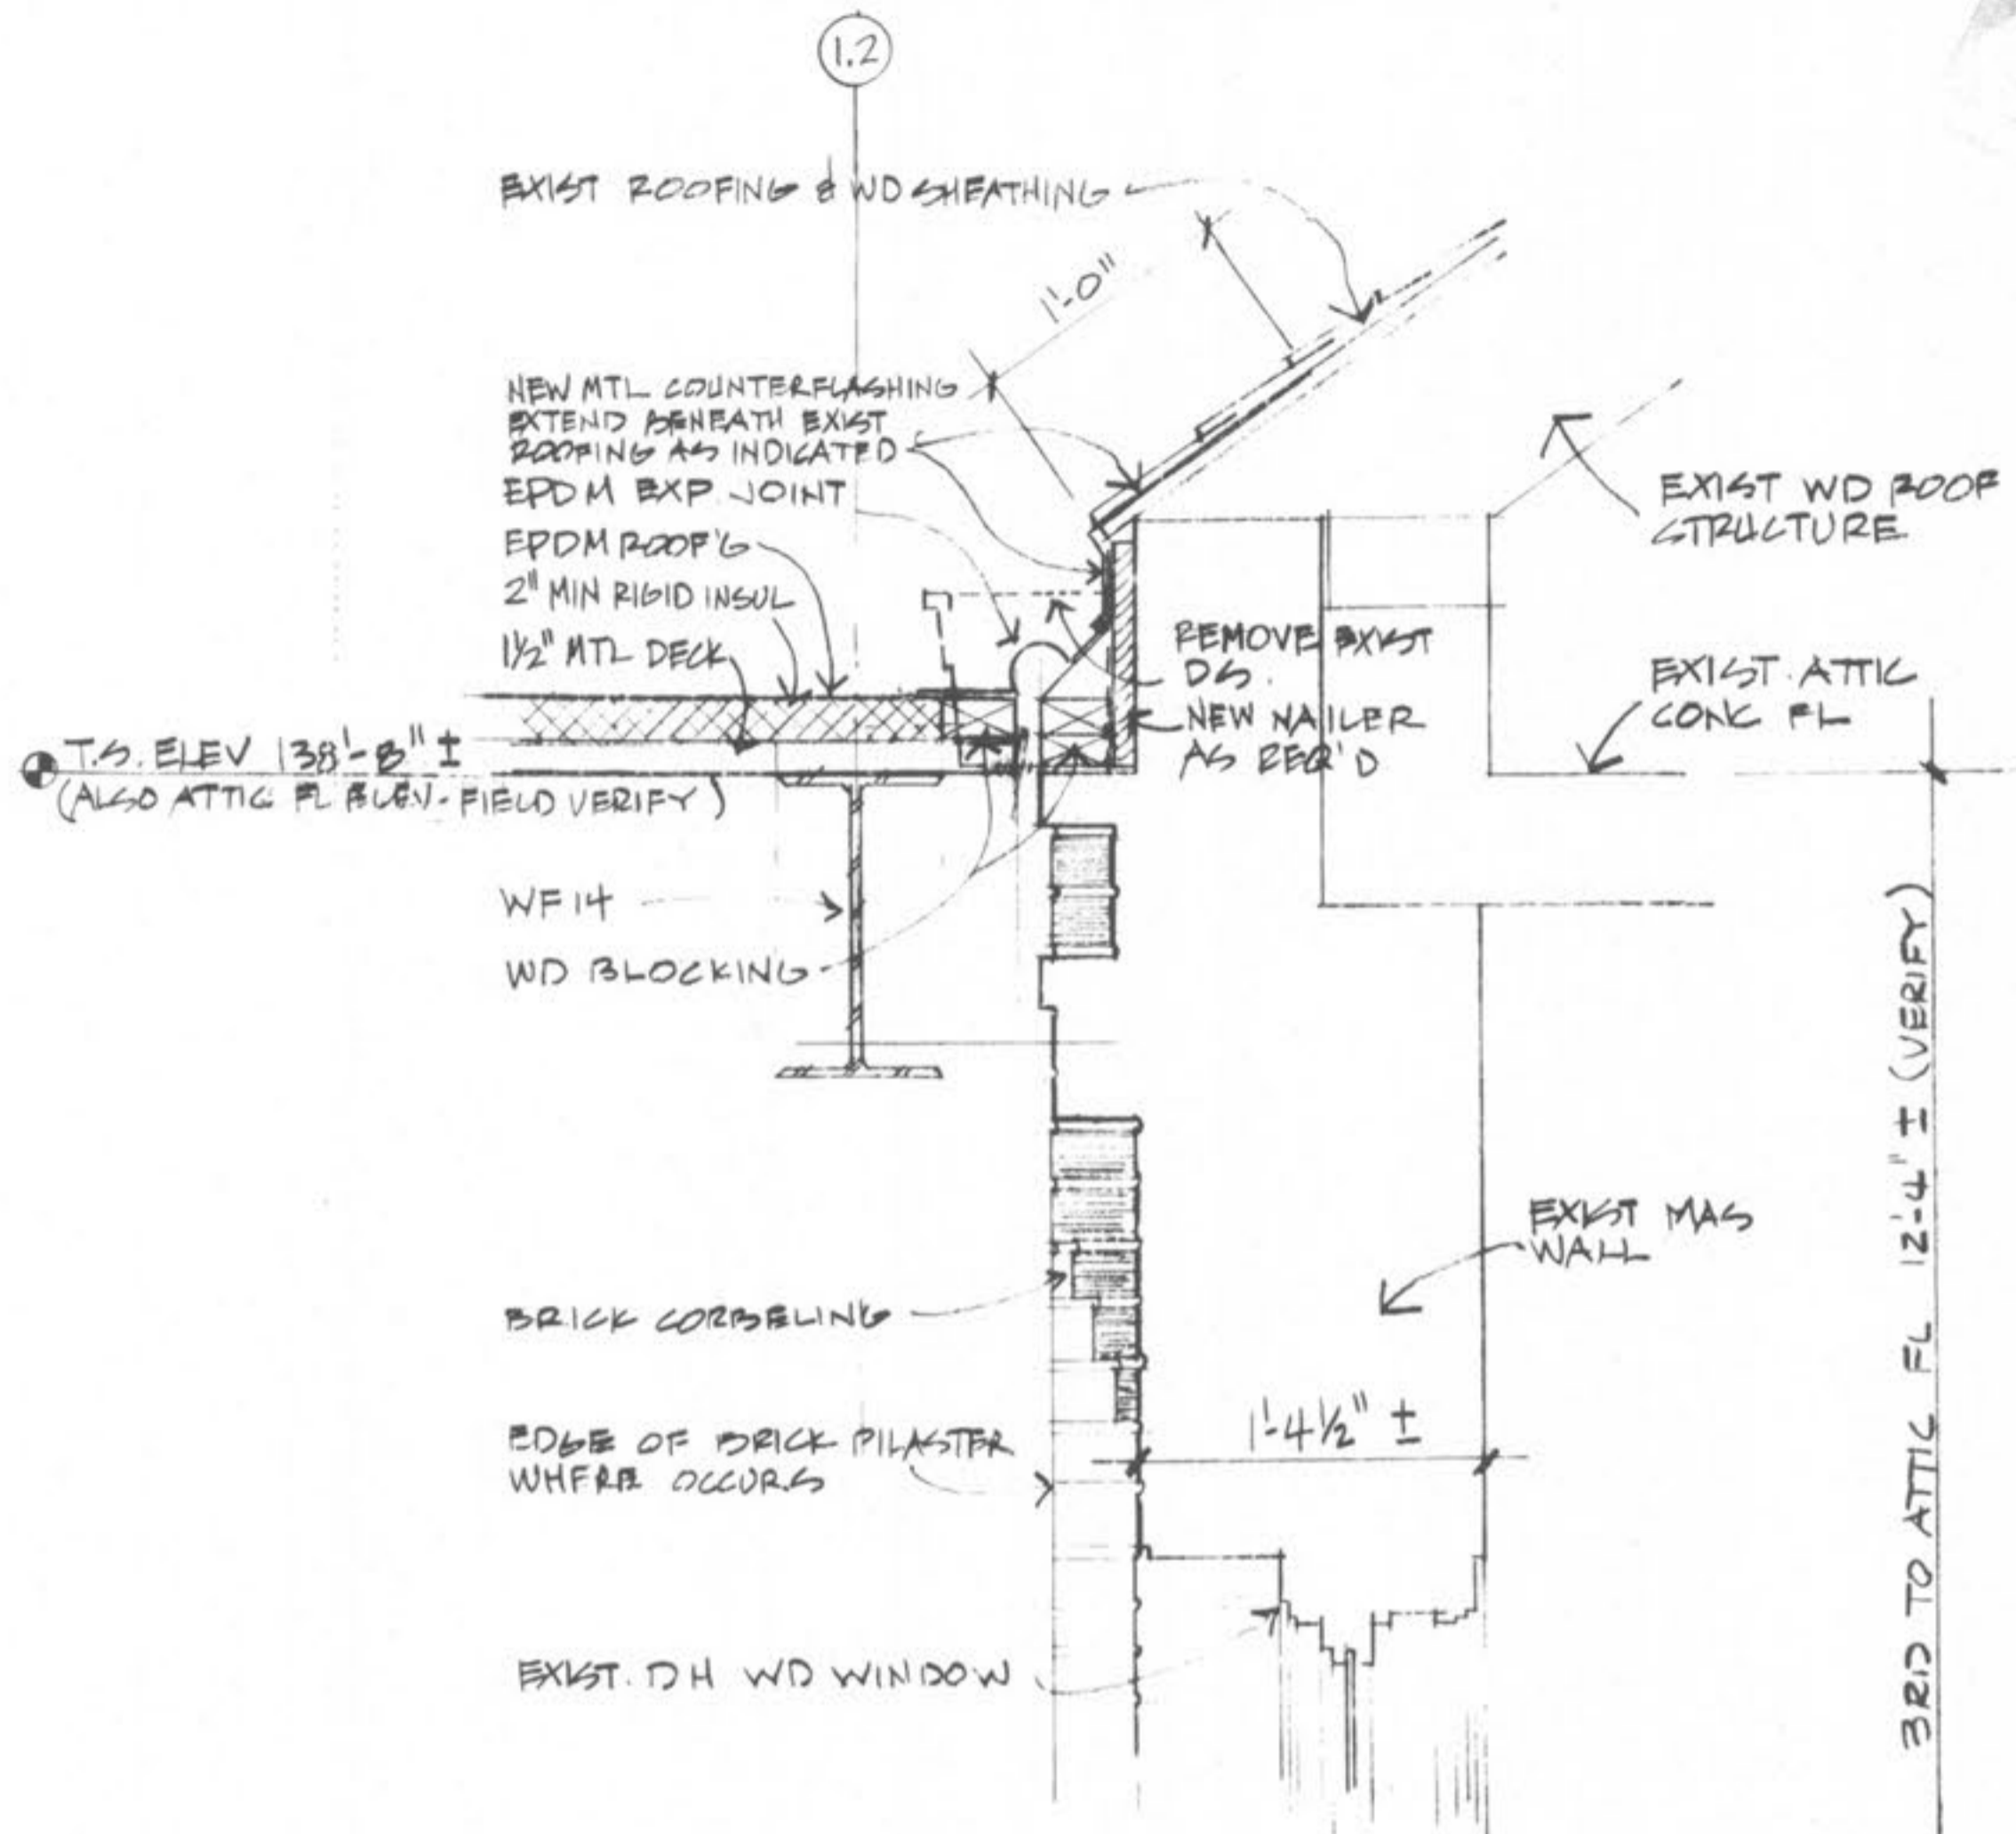 1.2
EXIST ROOFING & WD SHEATHING
1'-0"
NEW MTL COUNTERFLASHING
EXTEND BENEATH EXIST
ROOFING AS INDICATED
EPDM EXP. JOINT
EPDM ROOF'G
2" MIN RIGID INSUL
1½" MTL DECK
T.S. ELEV 138'-8" ±
(ALSO ATTIC FL ELEV. - FIELD VERIFY)
EXIST WD ROOF
STRUCTURE
REMOVE EXIST
DS.
NEW NAILER
AS REQ'D
EXIST. ATTIC
CONC FL
WF 14
WD BLOCKING
BRICK CORBELING
EXIST MAS
WALL
1'-4½" ±
EDGE OF BRICK PILASTER
WHERE OCCURS
EXIST. DH WD WINDOW
3RD TO ATTIC FL 12'-4" ± (VERIFY)